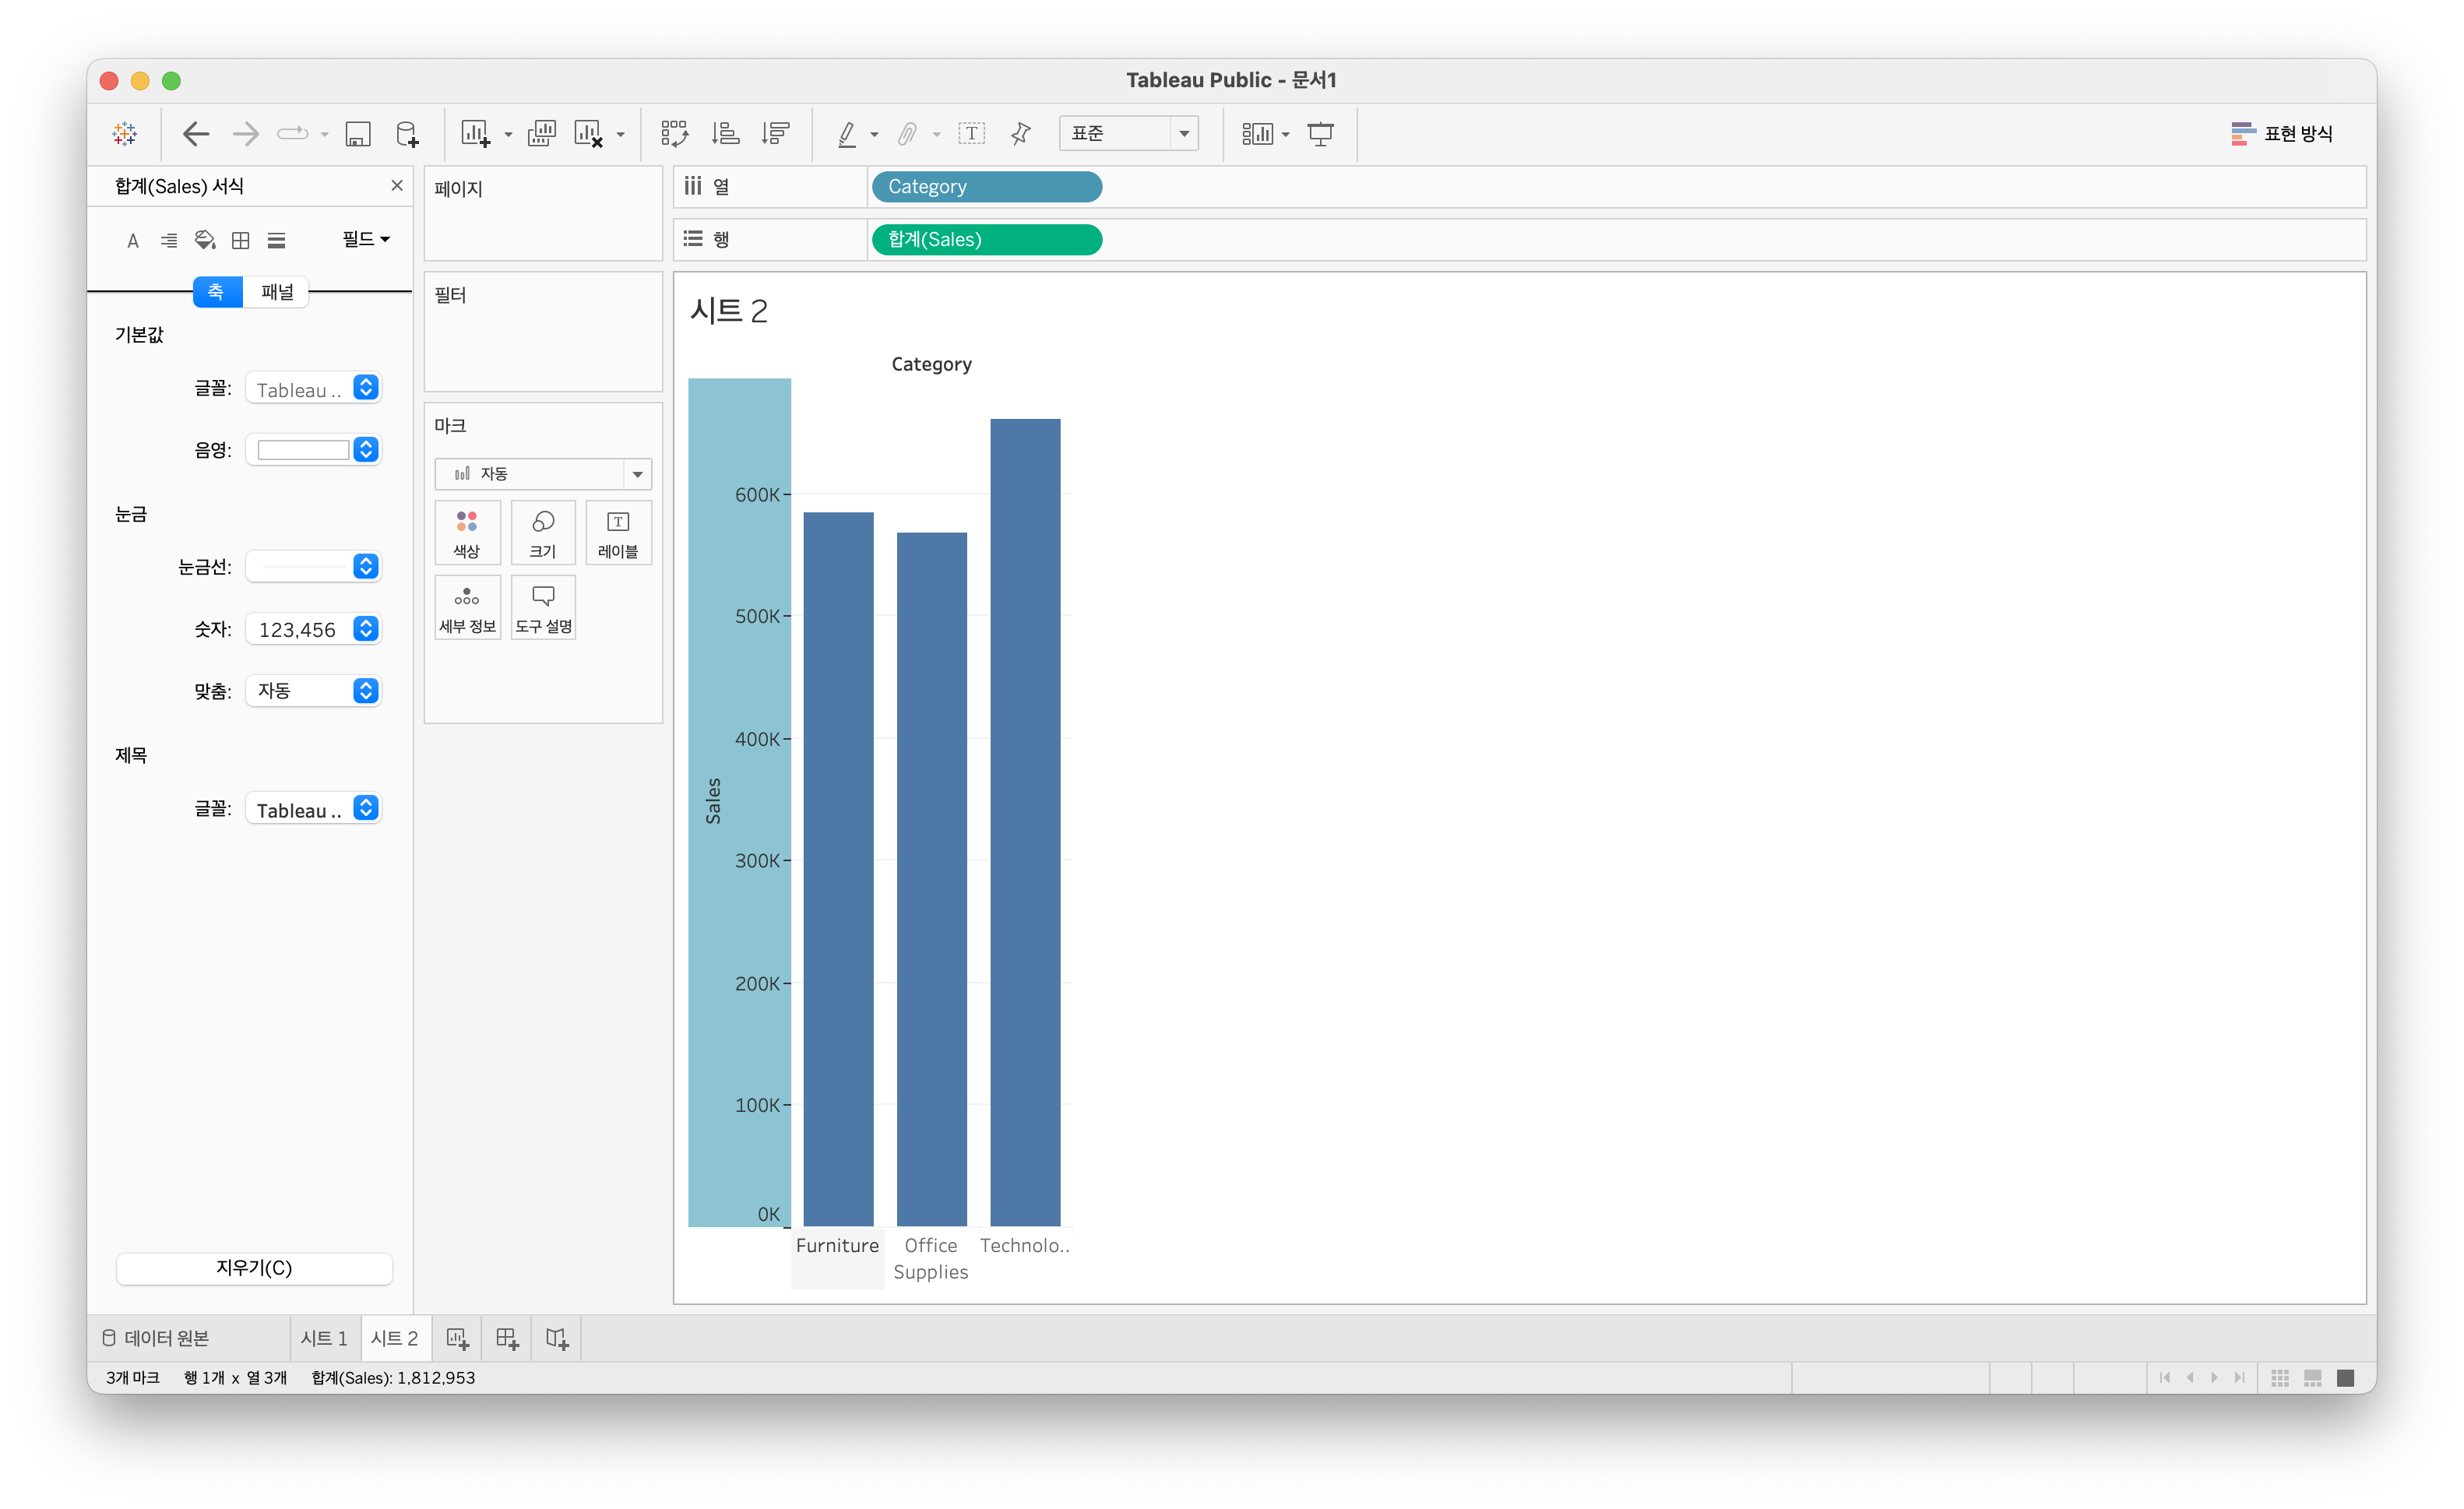 Tableau Public - 문서1
표준
표현 방식
합계(Sales) 서식
필드
축
패널
기본값
글꼴:
Tableau ..
음영:
눈금
눈금선:
숫자:
123,456
맞춤:
자동
제목
글꼴:
Tableau ..
지우기(C)
페이지
필터
마크
자동
색상
크기
레이블
세부 정보
도구 설명
열
Category
행
합계(Sales)
시트 2
Category
Sales
600K
500K
400K
300K
200K
100K
0K
Furniture
Office
Supplies
Technolo..
데이터 원본
시트 1
시트 2
3개 마크
행 1개 x 열 3개
합계(Sales): 1,812,953